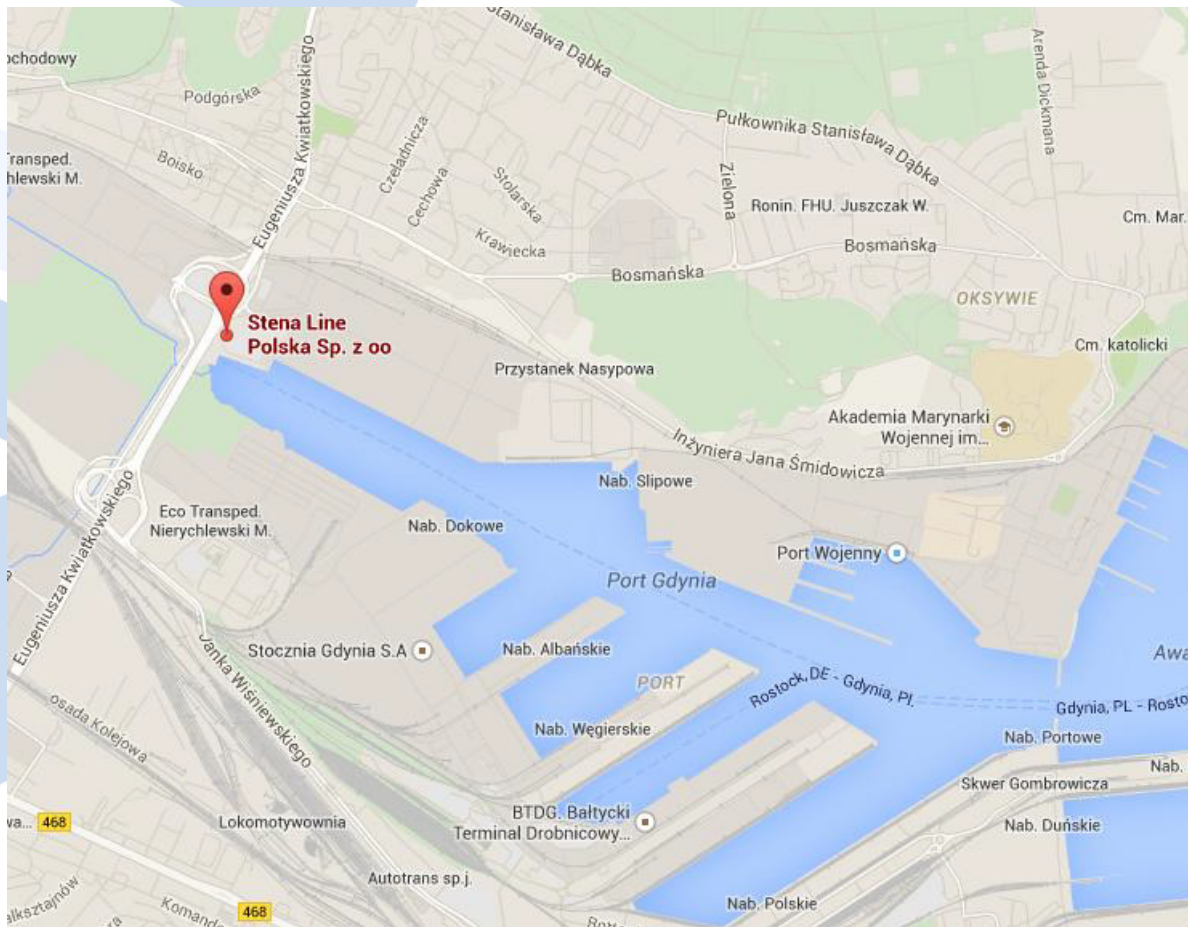 Stanisława Dąbka
Arenda Dickmana
ochodowy
Podgórska
Eugeniusza Kwiatkowskiego
Pułkownika Stanisława Dąbka
Czeladnicza
Boisko
Transped.
hlewski M.
Cechowa
Stolarska
Zielona
Ronin. FHU. Juszczak W.
Cm. Mar.
Krawiecka
Bosmańska
Bosmańska
OKSYWIE
Stena Line
Polska Sp. z oo
Cm. katolicki
Przystanek Nasypowa
Akademia Marynarki
Wojennej im...
Inżyniera Jana Śmidowicza
Nab. Slipowe
Eco Transped.
Nierychlewski M.
Nab. Dokowe
Port Wojenny
Eugeniusza Kwiatkowskiego
Port Gdynia
Stocznia Gdynia S.A
Nab. Albańskie
Awa
Janka Wiśniewskiego
PORT
Rostock, DE - Gdynia, PL
Gdynia, PL - Rosto
osada Kolejowa
Nab. Węgierskie
Nab. Portowe
Nab.
Skwer Gombrowicza
wa...
468
Lokomotywownia
BTDG. Bałtycki
Terminal Drobnicowy...
Nab. Duńskie
Autotrans sp.j.
alksztajnów
Komando
468
Nab. Polskie